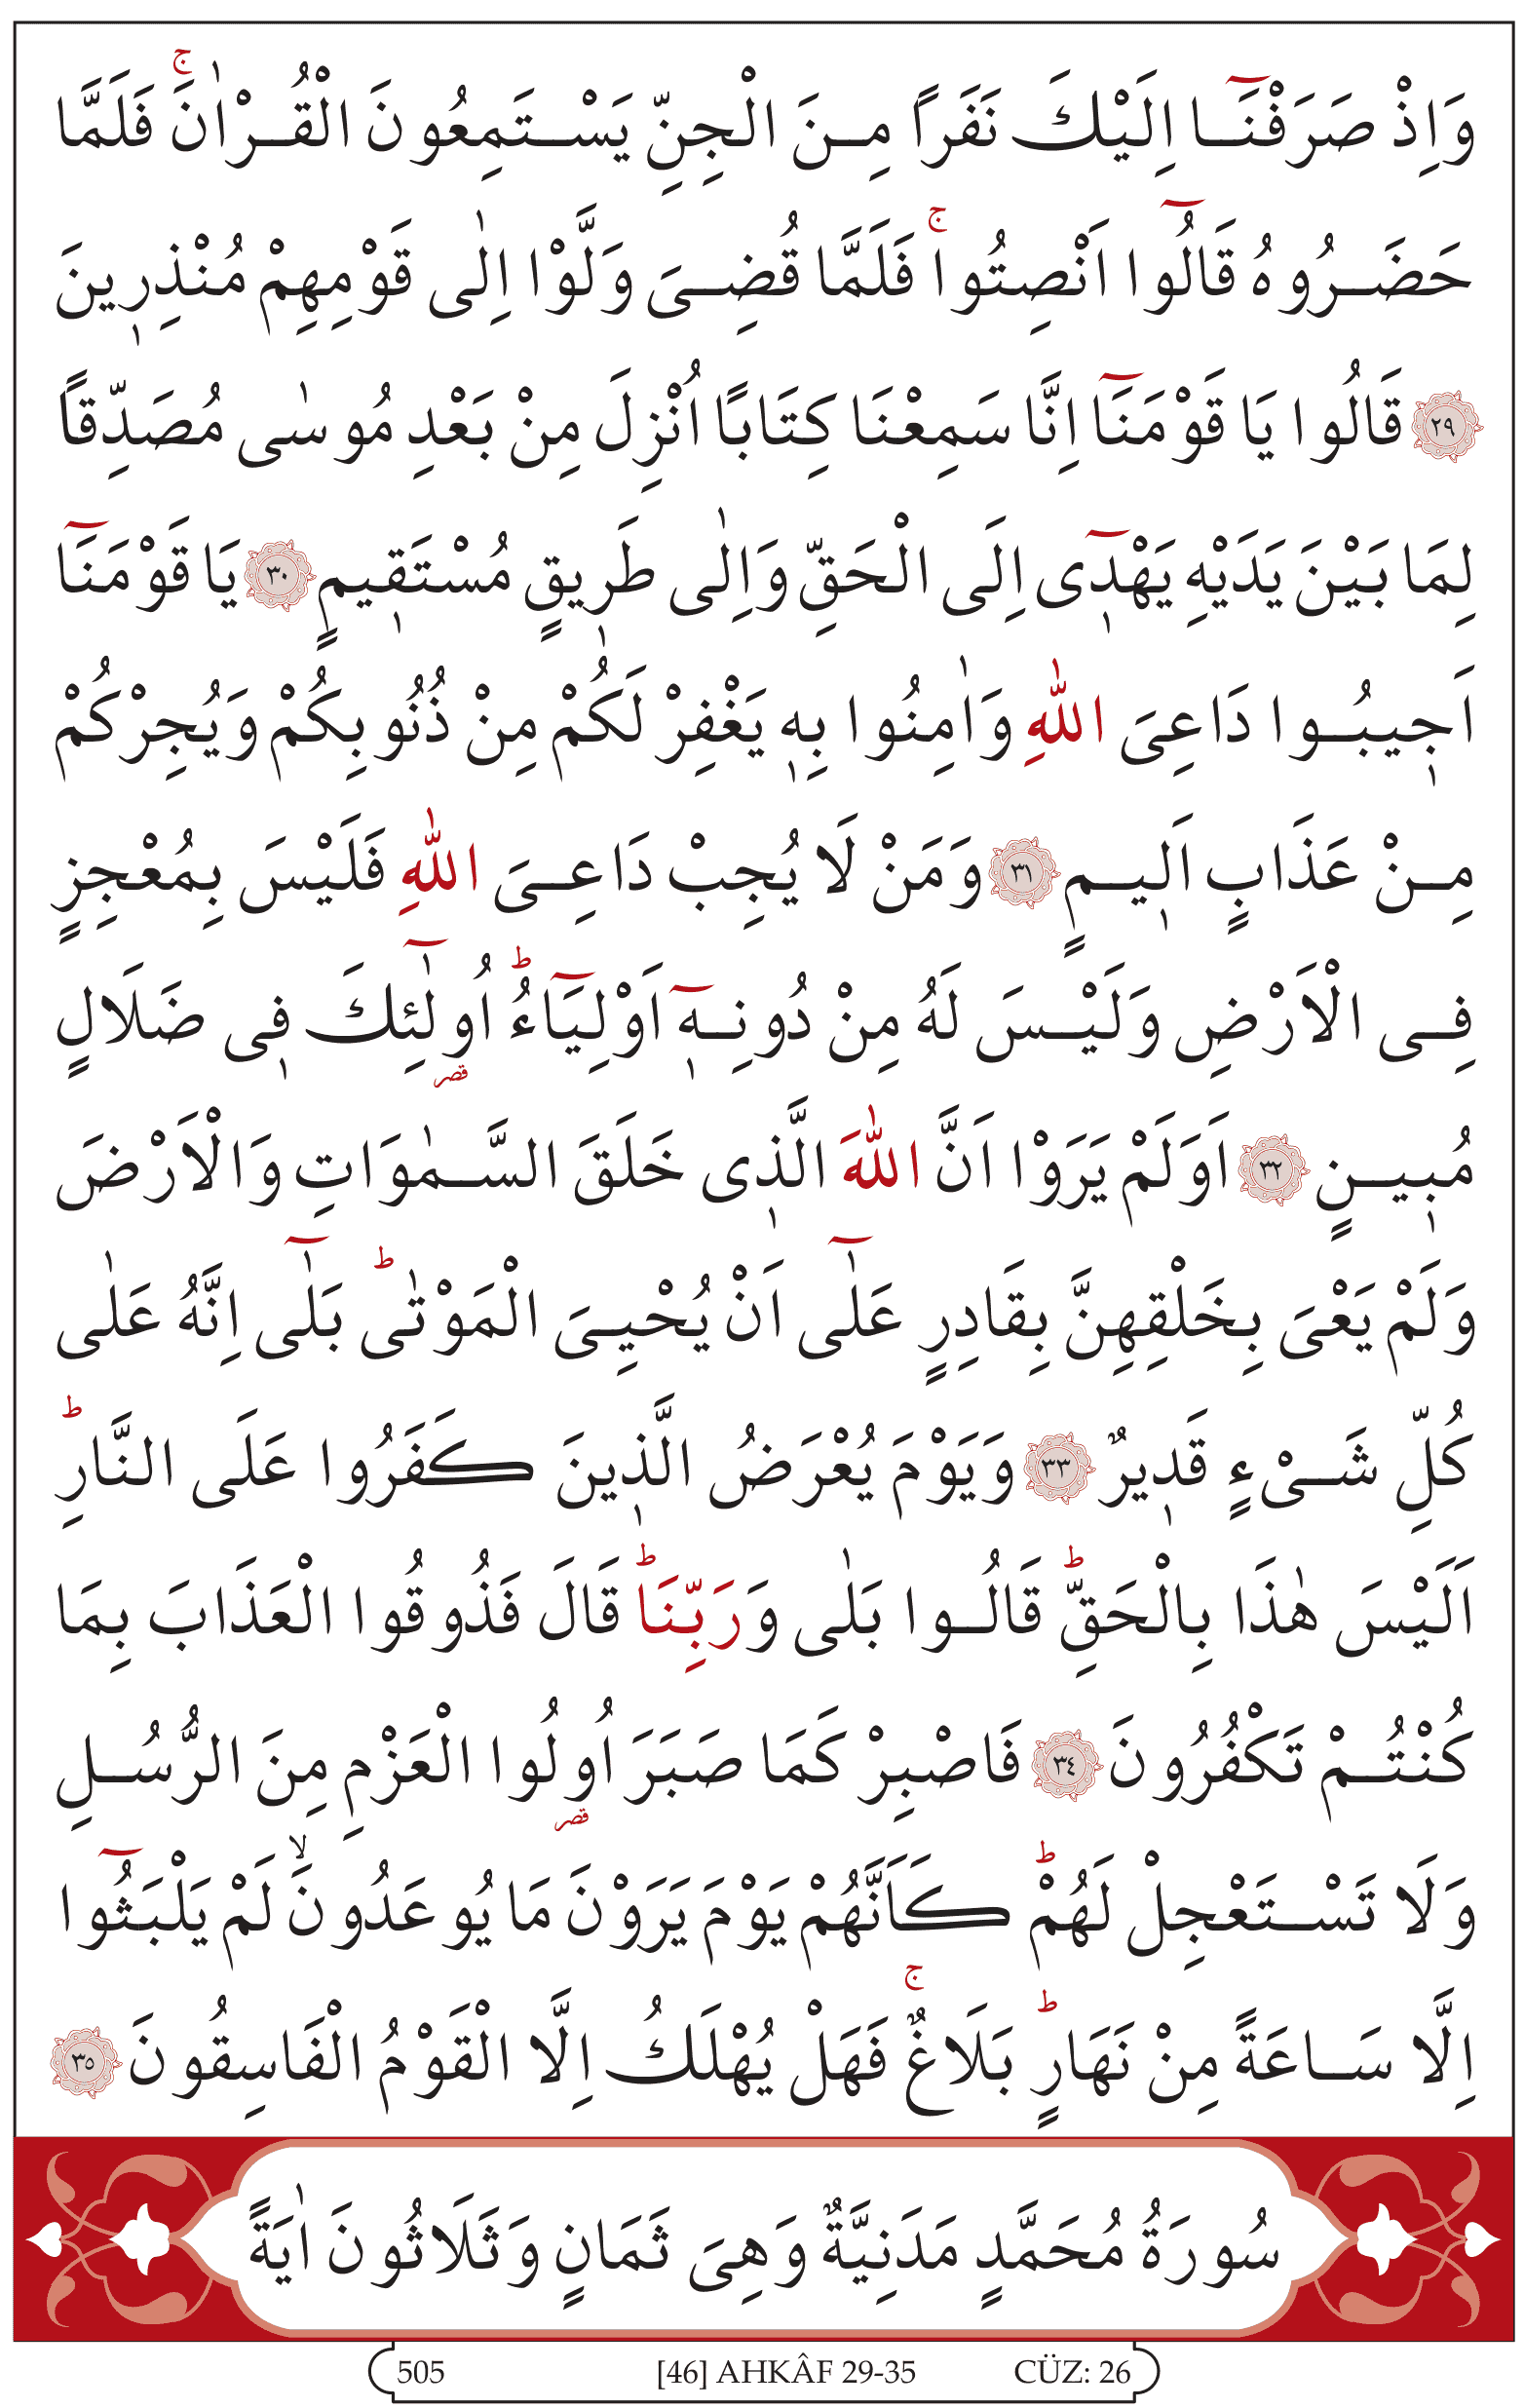 وَاِذْ صَرَفْنَٓا اِلَيْكَ نَفَرًا مِنَ الْجِنِّ يَسْتَمِعُونَ الْقُرْاٰنَۚ فَلَمَّا
حَضَرُوهُ قَالُٓوا اَنْصِتُواۚ فَلَمَّا قُضِىَ وَلَّوْا اِلٰى قَوْمِهِمْ مُنْذِر۪ينَ
﴿٢٩﴾ قَالُوا يَا قَوْمَنَٓا اِنَّا سَمِعْنَا كِتَابًا اُنْزِلَ مِنْ بَعْدِ مُوسٰى مُصَدِّقًا
لِمَا بَيْنَ يَدَيْهِ يَهْد۪ٓى اِلَى الْحَقِّ وَاِلٰى طَر۪يقٍ مُسْتَق۪يمٍ ﴿٣٠﴾ يَا قَوْمَنَٓا
اَج۪يبُوا دَاعِىَ اللّٰهِ وَاٰمِنُوا بِه۪ يَغْفِرْ لَكُمْ مِنْ ذُنُوبِكُمْ وَيُجِرْكُمْ
مِنْ عَذَابٍ اَل۪يمٍ ﴿٣١﴾ وَمَنْ لَا يُجِبْ دَاعِىَ اللّٰهِ فَلَيْسَ بِمُعْجِزٍ
فِى الْاَرْضِ وَلَيْسَ لَهُ مِنْ دُونِه۪ٓ اَوْلِيَٓاءُۜ اُو۬لٰٓئِكَ ف۪ى ضَلَالٍ
مُب۪ينٍ ﴿٣٢﴾ اَوَلَمْ يَرَوْا اَنَّ اللّٰهَ الَّذ۪ى خَلَقَ السَّمٰوَاتِ وَالْاَرْضَ
وَلَمْ يَعْىَ بِخَلْقِهِنَّ بِقَادِرٍ عَلٰٓى اَنْ يُحْيِىَ الْمَوْتٰىۜ بَلٰٓى اِنَّهُ عَلٰى
كُلِّ شَىْءٍ قَد۪يرٌ ﴿٣٣﴾ وَيَوْمَ يُعْرَضُ الَّذ۪ينَ كَفَرُوا عَلَى النَّارِۜ
اَلَيْسَ هٰذَا بِالْحَقِّۜ قَالُوا بَلٰى وَرَبِّنَاۜ قَالَ فَذُوقُوا الْعَذَابَ بِمَا
كُنْتُمْ تَكْفُرُونَ ﴿٣٤﴾ فَاصْبِرْ كَمَا صَبَرَ اُو۬لُوا الْعَزْمِ مِنَ الرُّسُلِ
وَلَا تَسْتَعْجِلْ لَهُمْۜ كَاَنَّهُمْ يَوْمَ يَرَوْنَ مَا يُوعَدُونَۙ لَمْ يَلْبَثُٓوا
اِلَّا سَاعَةً مِنْ نَهَارٍۜ بَلَاغٌۚ فَهَلْ يُهْلَكُ اِلَّا الْقَوْمُ الْفَاسِقُونَ ﴿٣٥﴾
سُورَةُ مُحَمَّدٍ مَدَنِيَّةٌ وَهِىَ ثَمَانٍ وَثَلَاثُونَ اٰيَةً
505 [46] AHKÂF 29-35 CÜZ: 26